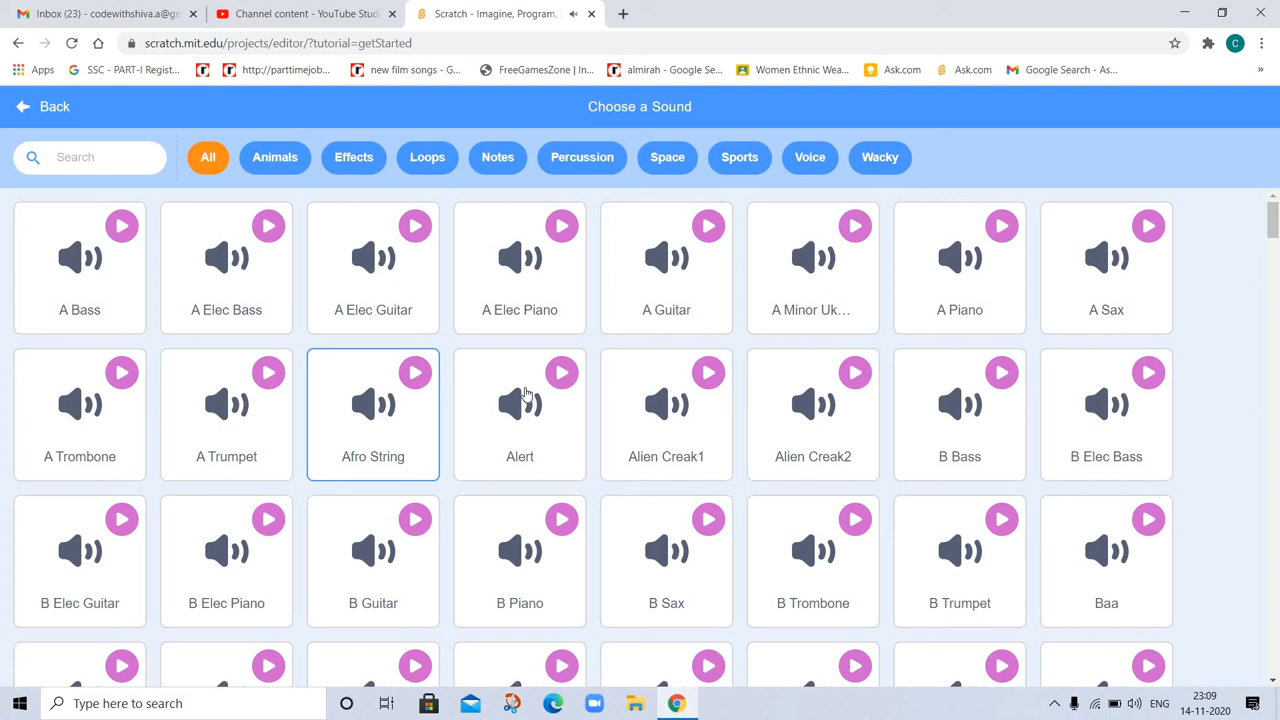 Inbox (23) - codewithshiva.a@gm
Channel content - YouTube Stud
Scratch - Imagine, Program,
scratch.mit.edu/projects/editor/?tutorial=getStarted
C
Apps
SSC - PART-I Regist...
http://parttimejob...
new film songs - G...
FreeGamesZone | In...
almirah - Google Se...
Women Ethnic Wea...
Ask.com
Ask.com
Google Search - As...
»
Back
Choose a Sound
Search
All
Animals
Effects
Loops
Notes
Percussion
Space
Sports
Voice
Wacky
A Bass
A Elec Bass
A Elec Guitar
A Elec Piano
A Guitar
A Minor Uk...
A Piano
A Sax
A Trombone
A Trumpet
Afro String
Alert
Alien Creak1
Alien Creak2
B Bass
B Elec Bass
B Elec Guitar
B Elec Piano
B Guitar
B Piano
B Sax
B Trombone
B Trumpet
Baa
Type here to search
ENG
23:09
14-11-2020